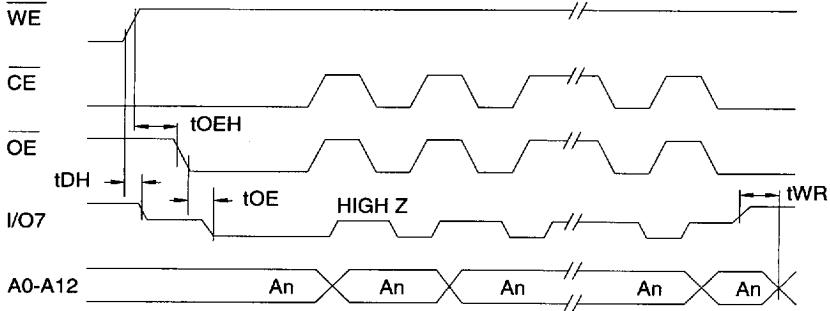 WE
CE
tOEH
OE
tDH
tOE
tWR
HIGH Z
I/O7
A0-A12
An An An An An